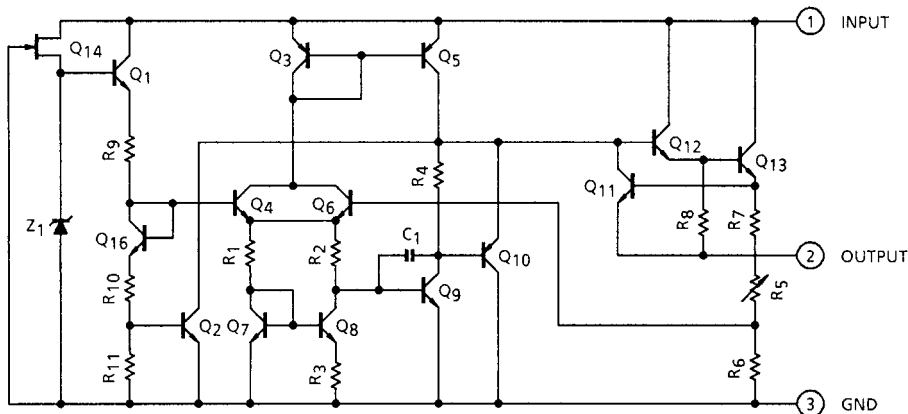 1 INPUT
Q14
Q1
Q3
Q5
Q12
Q13
R9
R4
Q11
Q4
Q6
R8
R7
Z1
Q16
R1
R2
C1
Q10
2 OUTPUT
R10
Q9
R5
Q2
Q7
Q8
R11
R3
R6
3 GND